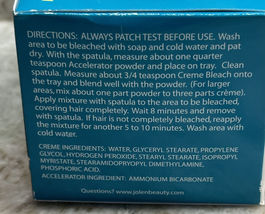 DIRECTIONS: ALWAYS PATCH TEST BEFORE USE. Wash
area to be bleached with soap and cold water and pat
dry. With the spatula, measure about one quarter
teaspoon Accelerator powder and place on tray. Clean
spatula. Measure about 3/4 teaspoon Creme Bleach onto
the tray and blend well with the powder. (For larger
areas, mix about one part powder to three parts crème).
Apply mixture with spatula to the area to be bleached,
covering hair completely. Wait 8 minutes and remove
with spatula. If hair is not completely bleached, reapply
the mixture for another 5 to 10 minutes. Wash area with
cold water.
CREME INGREDIENTS: WATER, GLYCERYL STEARATE, PROPYLENE
GLYCOL, HYDROGEN PEROXIDE, STEARYL STEARATE, ISOPROPYL
MYRISTATE, STEARAMIDOPROPYL DIMETHYLAMINE,
PHOSPHORIC ACID.
ACCELERATOR INGREDIENT: AMMONIUM BICARBONATE
Questions? www.jolenbeauty.com